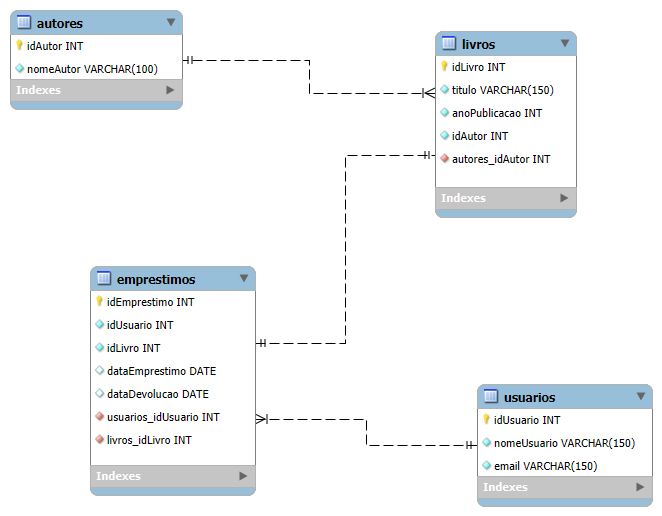 autores
idAutor INT
nomeAutor VARCHAR(100)
Indexes
livros
idLivro INT
titulo VARCHAR(150)
anoPublicacao INT
idAutor INT
autores_idAutor INT
Indexes
emprestimos
idEmprestimo INT
idUsuario INT
idLivro INT
dataEmprestimo DATE
dataDevolucao DATE
usuarios_idUsuario INT
livros_idLivro INT
Indexes
usuarios
idUsuario INT
nomeUsuario VARCHAR(150)
email VARCHAR(150)
Indexes